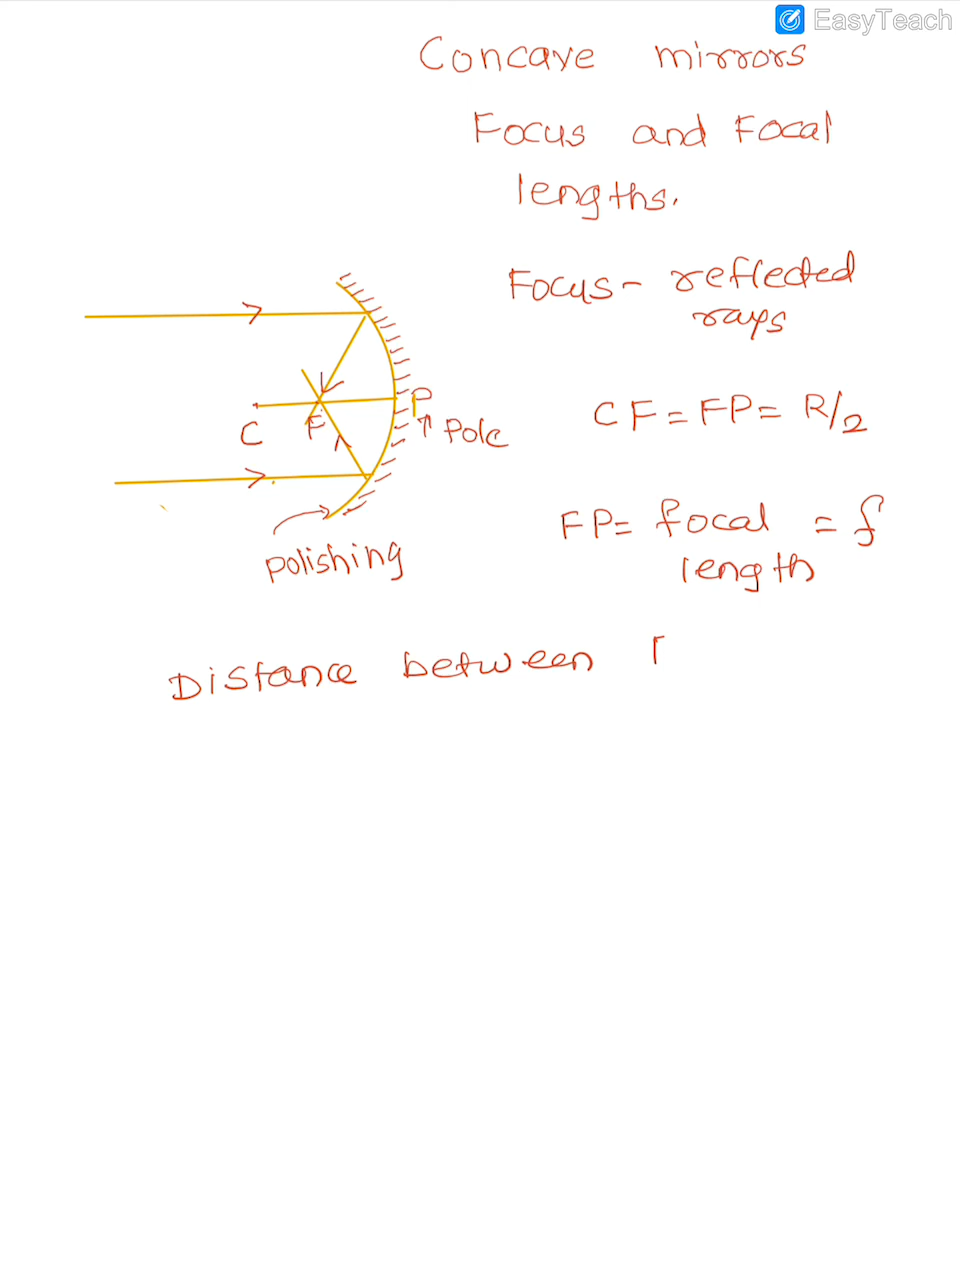 EasyTeach
Concave mirrors
Focus and Focal
lengths.
Focus - reflected
rays
CF = FP = R/2
C F P
↑ Pole
FP = focal = f
length
polishing
Distance between